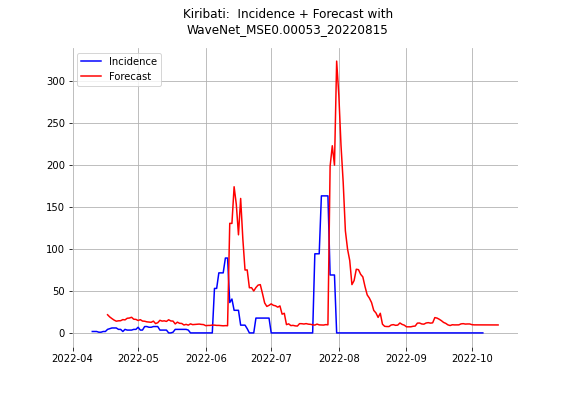 Kiribati:  Incidence + Forecast with
WaveNet_MSE0.00053_20220815
Incidence
Forecast
300
250
200
150
100
50
0
2022-04 2022-05 2022-06 2022-07 2022-08 2022-09 2022-10